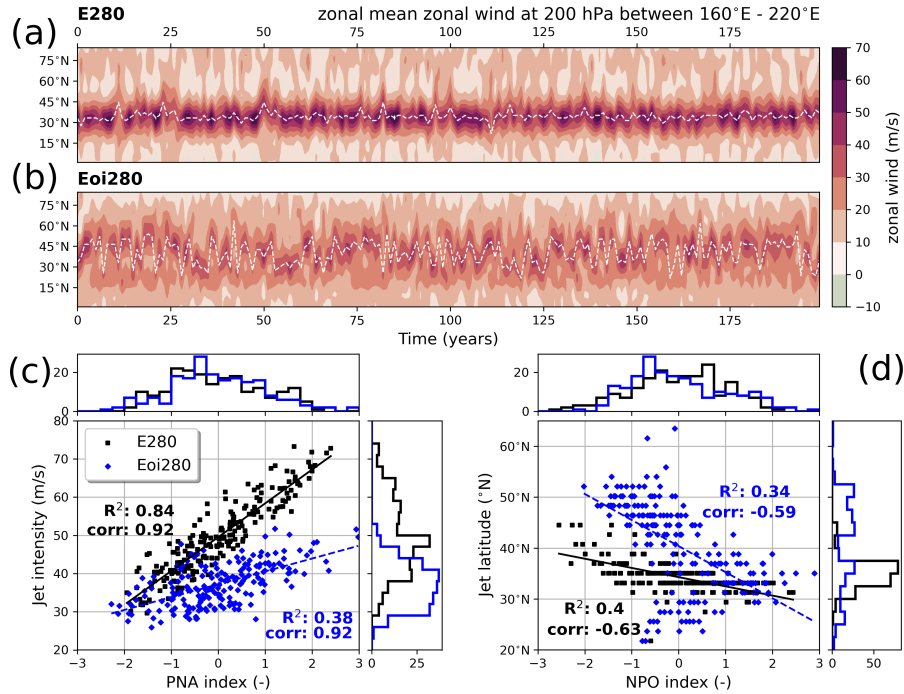 E280 zonal mean zonal wind at 200 hPa between 160°E - 220°E
(a)
0 25 50 75 100 125 150 175
75°N
60°N
45°N
30°N
15°N
(b) Eoi280
75°N
60°N
45°N
30°N
15°N
0 25 50 75 100 125 150 175
Time (years)
70
60
50
40
30
20
10
0
−10
zonal wind (m/s)
(c)
20
0
80
70
60
50
40
30
20
Jet intensity (m/s)
E280
Eoi280
R²: 0.84
corr: 0.92
R²: 0.38
corr: 0.92
−3 −2 −1 0 1 2 3
PNA index (-)
0 25
(d)
20
0
60°N
50°N
40°N
30°N
20°N
Jet latitude (°N)
R²: 0.34
corr: -0.59
R²: 0.4
corr: -0.63
−3 −2 −1 0 1 2 3
NPO index (-)
0 50